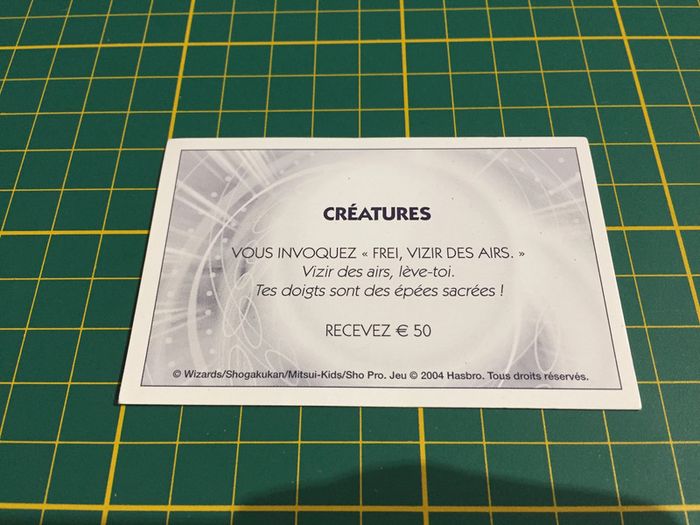 CRÉATURES
VOUS INVOQUEZ « FREI, VIZIR DES AIRS. »
Vizir des airs, lève-toi.
Tes doigts sont des épées sacrées !
RECEVEZ € 50
© Wizards/Shogakukan/Mitsui-Kids/Sho Pro. Jeu © 2004 Hasbro. Tous droits réservés.